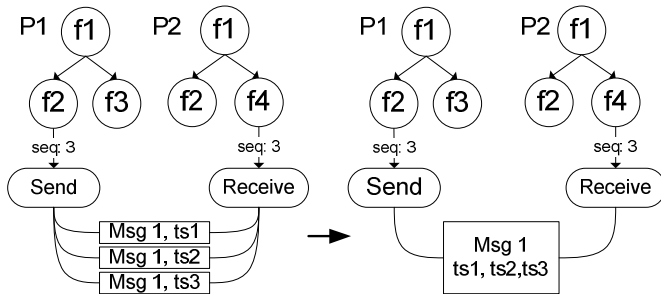 P1 f1 P2 f1 P1 f1 P2 f1
f2 f3 f2 f4 f2 f3 f2 f4
seq: 3 seq: 3 seq: 3 seq: 3
Send Receive Send Receive
Msg 1, ts1
Msg 1, ts2
Msg 1, ts3
Msg 1
ts1, ts2,ts3